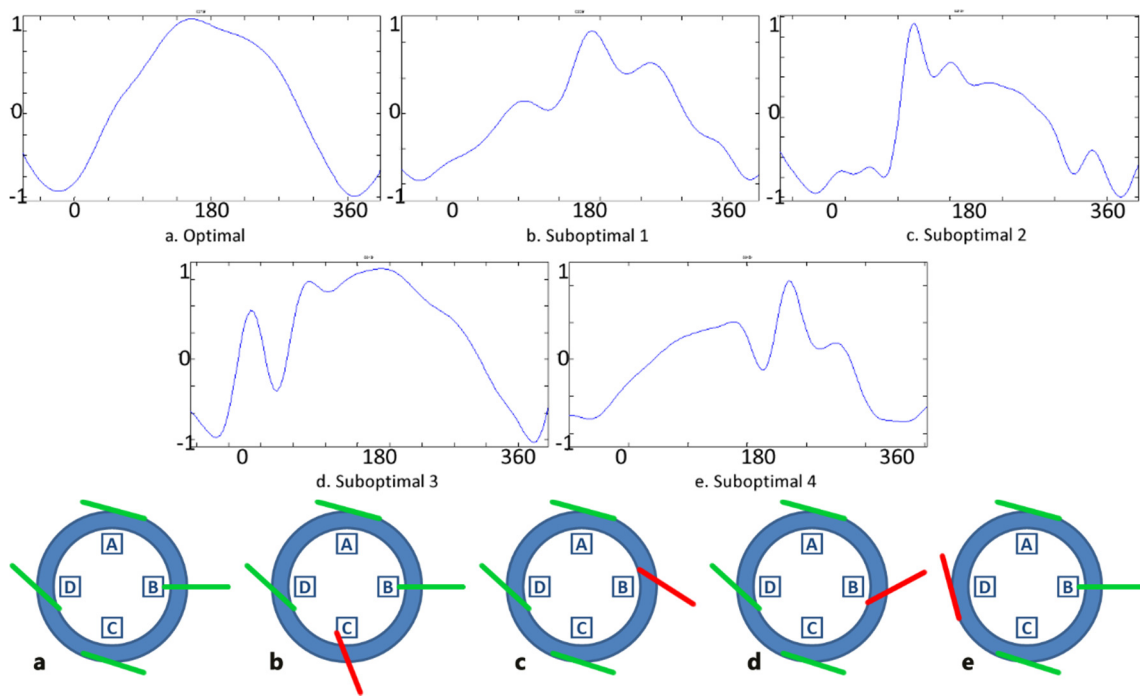 1
0
-1
0
180
360
a. Optimal
1
0
-1
0
180
360
b. Suboptimal 1
1
0
-1
0
180
360
c. Suboptimal 2
1
0
-1
0
180
360
d. Suboptimal 3
1
0
-1
0
180
360
e. Suboptimal 4
A
D B
C
a
A
D B
C
b
A
D B
C
c
A
D B
C
d
A
D B
C
e